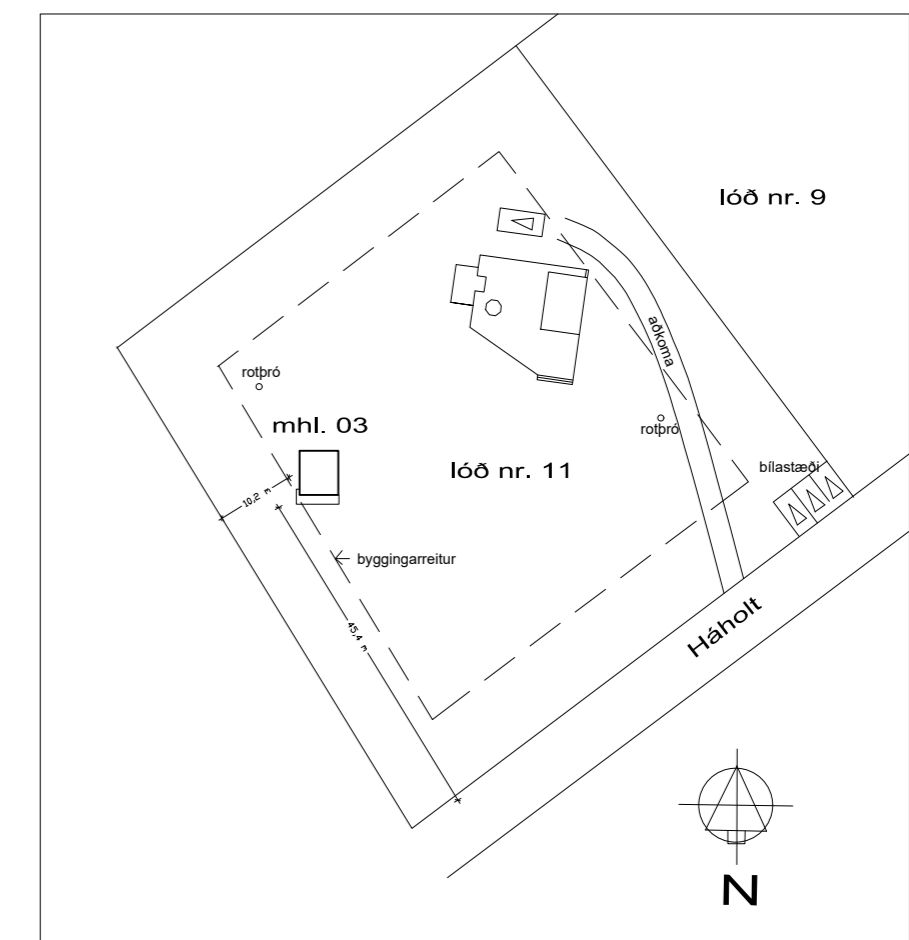 lóð nr. 9
aðkoma
rotþró
mhl. 03
rotþró
lóð nr. 11
bílastæði
10,2 m
byggingarreitur
45,4 m
Háholt
N